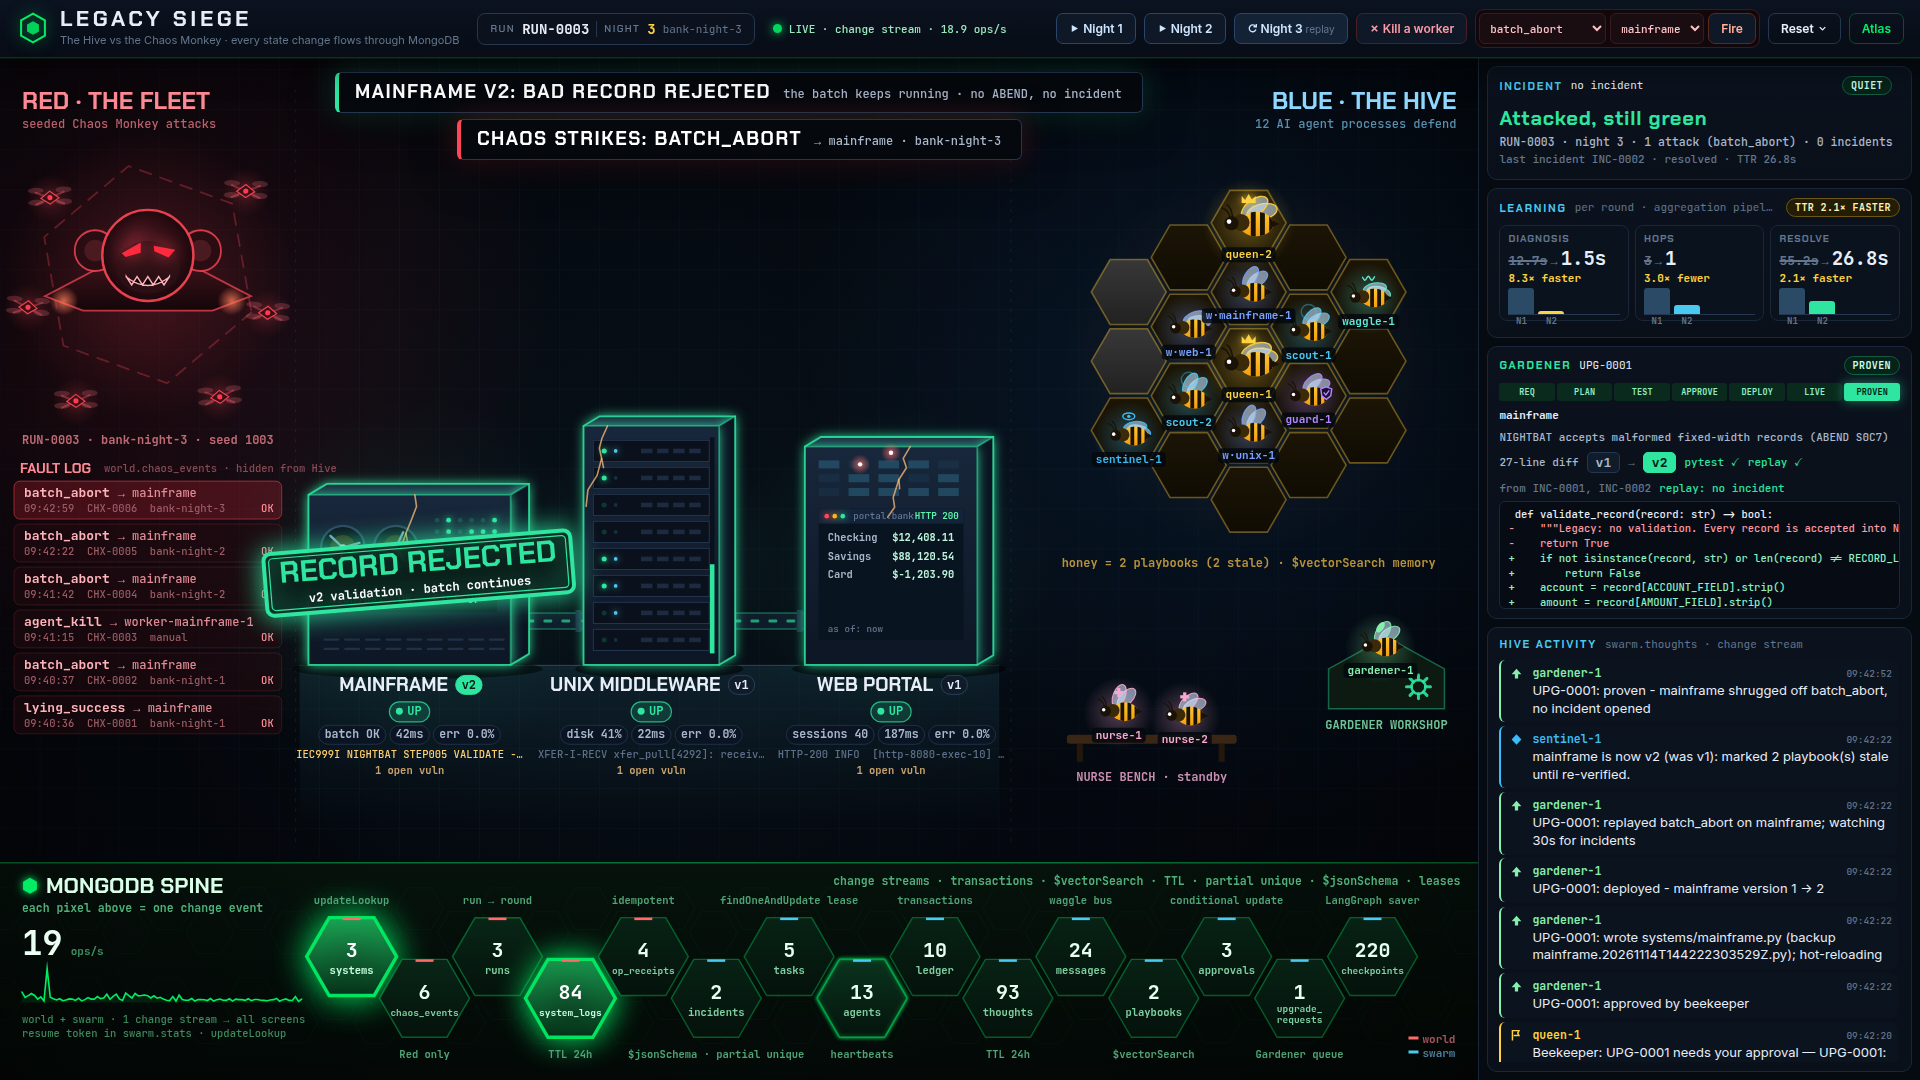 LEGACY SIEGE
The Hive vs the Chaos Monkey · every state change flows through MongoDB
RUN RUN-0003 NIGHT 3 bank-night-3
LIVE · change stream · 18.9 ops/s
Night 1
Night 2
Night 3 replay
Kill a worker
batch_abort
mainframe
Fire
Reset
Atlas
RED · THE FLEET
seeded Chaos Monkey attacks
MAINFRAME V2: BAD RECORD REJECTED the batch keeps running · no ABEND, no incident
CHAOS STRIKES: BATCH_ABORT → mainframe · bank-night-3
BLUE · THE HIVE
12 AI agent processes defend
RUN-0003 · bank-night-3 · seed 1003
FAULT LOG world.chaos_events · hidden from Hive
batch_abort → mainframe
09:42:59 CHX-0006 bank-night-3 OK
batch_abort → mainframe
09:42:22 CHX-0005 bank-night-2 OK
batch_abort → mainframe
09:41:42 CHX-0004 bank-night-2
agent_kill → worker-mainframe-1
09:41:15 CHX-0003 manual OK
batch_abort → mainframe
09:40:37 CHX-0002 bank-night-1 OK
lying_success → mainframe
09:40:36 CHX-0001 bank-night-1 OK
RECORD REJECTED
v2 validation · batch continues
portal bank HTTP 200
Checking $12,408.11
Savings $88,120.54
Card $-1,203.90
as of: now
MAINFRAME v2
UP
batch OK 42ms err 0.0%
IEC999I NIGHTBAT STEP005 VALIDATE -…
1 open vuln
UNIX MIDDLEWARE v1
UP
disk 41% 22ms err 0.0%
XFER-I-RECV xfer_pull[4292]: receiv…
1 open vuln
WEB PORTAL v1
UP
sessions 40 187ms err 0.0%
HTTP-200 INFO [http-8080-exec-10] …
1 open vuln
queen-2
w·mainframe-1
waggle-1
w·web-1
scout-1
queen-1
scout-2
guard-1
sentinel-1
w·unix-1
honey = 2 playbooks (2 stale) · $vectorSearch memory
gardener-1
GARDENER WORKSHOP
nurse-1
nurse-2
NURSE BENCH · standby
INCIDENT no incident QUIET
Attacked, still green
RUN-0003 · night 3 · 1 attack (batch_abort) · 0 incidents
last incident INC-0002 · resolved · TTR 26.8s
LEARNING per round · aggregation pipel… TTR 2.1× FASTER
DIAGNOSIS
12.7s → 1.5s
8.3× faster
N1 N2
HOPS
3 → 1
3.0× fewer
N1 N2
RESOLVE
55.2s → 26.8s
2.1× faster
N1 N2
GARDENER UPG-0001 PROVEN
REQ PLAN TEST APPROVE DEPLOY LIVE PROVEN
mainframe
NIGHTBAT accepts malformed fixed-width records (ABEND S0C7)
27-line diff v1 → v2 pytest ✓ replay ✓
from INC-0001, INC-0002 replay: no incident
def validate_record(record: str) -> bool:
- """Legacy: no validation. Every record is accepted into N
- return True
+ if not isinstance(record, str) or len(record) != RECORD_L
+ return False
+ account = record[ACCOUNT_FIELD].strip()
+ amount = record[AMOUNT_FIELD].strip()
HIVE ACTIVITY swarm.thoughts · change stream
gardener-1 09:42:52
UPG-0001: proven - mainframe shrugged off batch_abort,
no incident opened
sentinel-1 09:42:22
mainframe is now v2 (was v1): marked 2 playbook(s) stale
until re-verified.
gardener-1 09:42:22
UPG-0001: replayed batch_abort on mainframe; watching
30s for incidents
gardener-1 09:42:22
UPG-0001: deployed - mainframe version 1 → 2
gardener-1 09:42:22
UPG-0001: wrote systems/mainframe.py (backup
mainframe.20261114T144222303529Z.py); hot-reloading
gardener-1 09:42:22
UPG-0001: approved by beekeeper
queen-1 09:42:20
Beekeeper: UPG-0001 needs your approval — UPG-0001:
MONGODB SPINE
each pixel above = one change event
19 ops/s
world + swarm · 1 change stream → all screens
resume token in swarm.stats · updateLookup
change streams · transactions · $vectorSearch · TTL · partial unique · $jsonSchema · leases
updateLookup
3 systems
6 chaos_events
Red only
run → round
3 runs
84 system_logs
TTL 24h
idempotent
4 op_receipts
2 incidents
$jsonSchema · partial unique
findOneAndUpdate lease
5 tasks
13 agents
heartbeats
transactions
10 ledger
93 thoughts
TTL 24h
waggle bus
24 messages
2 playbooks
$vectorSearch
conditional update
3 approvals
1 upgrade_
requests
Gardener queue
LangGraph saver
220 checkpoints
world
swarm